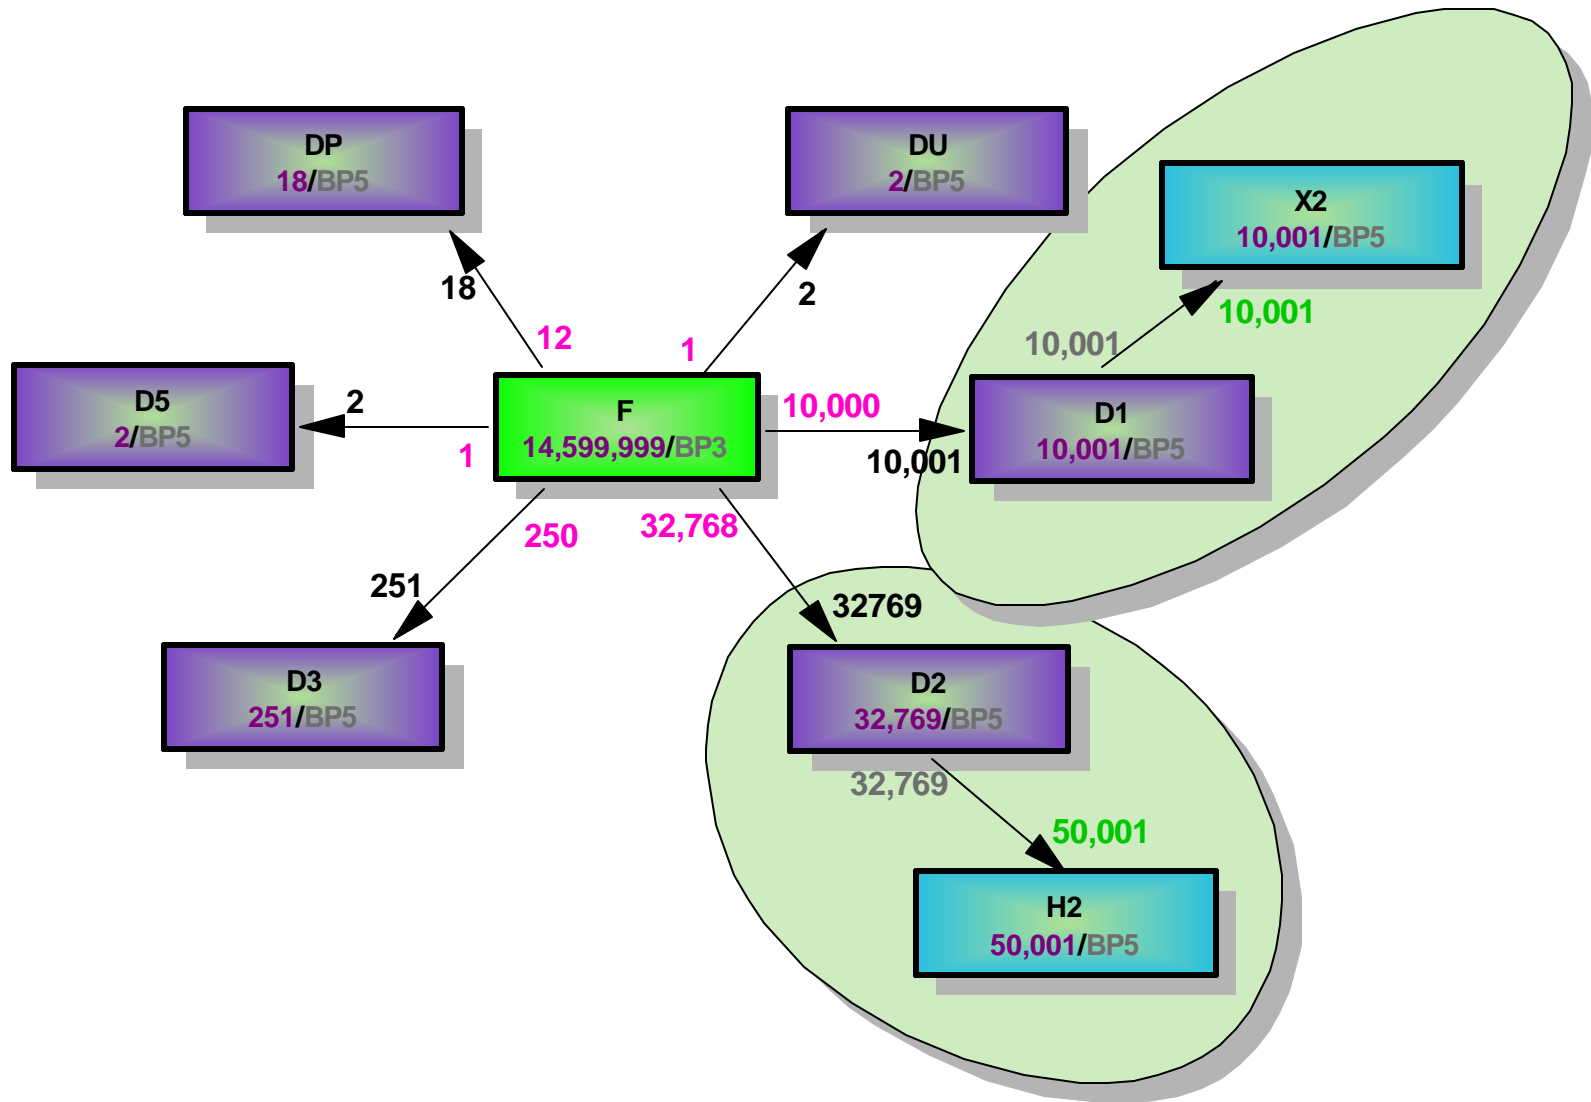 DP
18/BP5
DU
2/BP5
X2
10,001/BP5
18
2
10,001
12
1
10,001
D5
2/BP5
2
1
F
14,599,999/BP3
10,000
10,001
D1
10,001/BP5
250
32,768
251
32769
D3
251/BP5
D2
32,769/BP5
32,769
50,001
H2
50,001/BP5